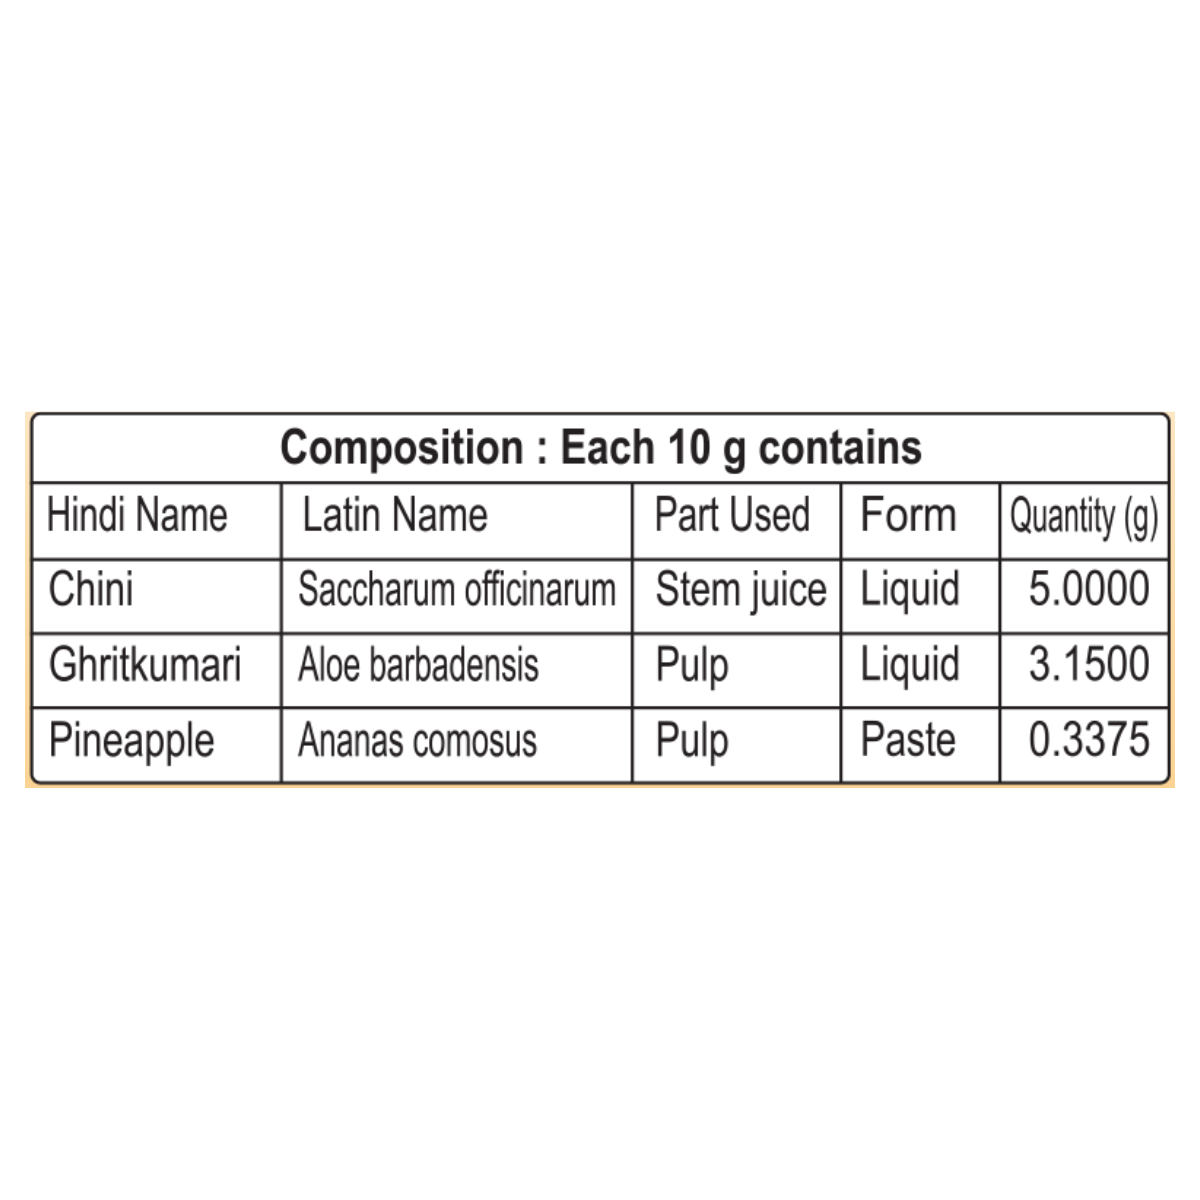 Composition : Each 10 g contains
Hindi Name Latin Name Part Used Form Quantity (g)
Chini Saccharum officinarum Stem juice Liquid 5.0000
Ghritkumari Aloe barbadensis Pulp Liquid 3.1500
Pineapple Ananas comosus Pulp Paste 0.3375